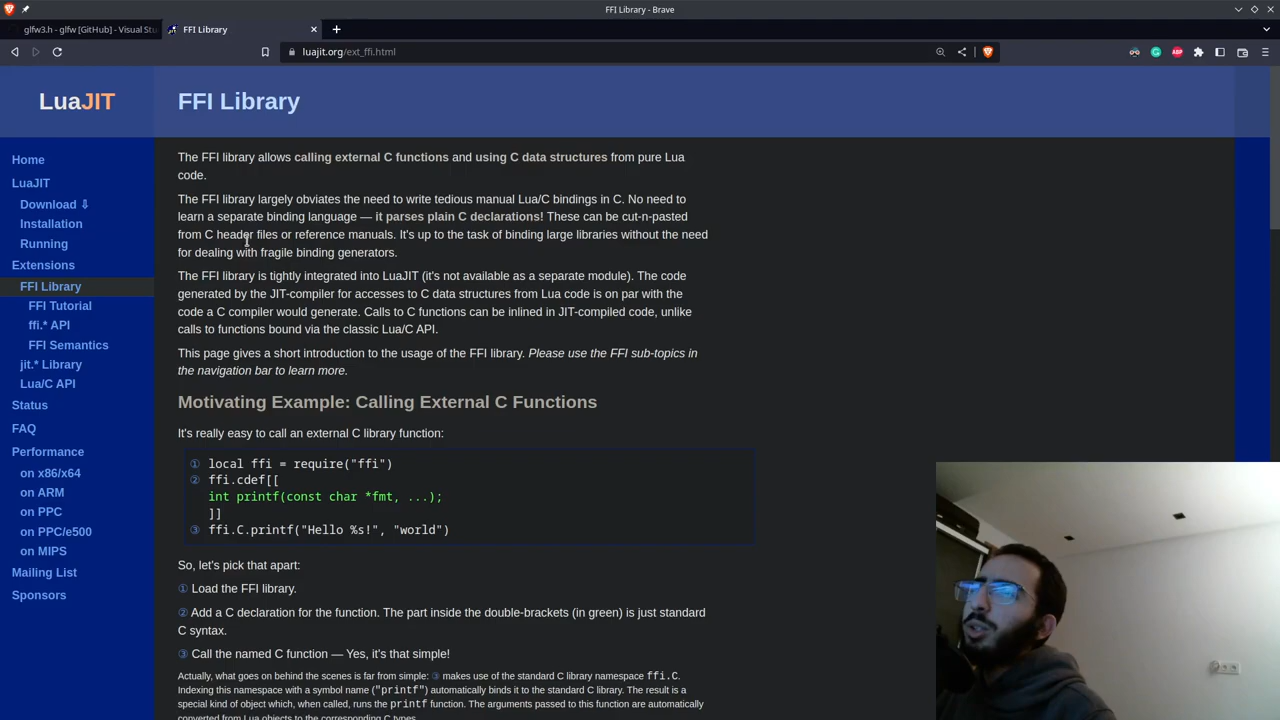 FFI Library - Brave
glfw3.h - glfw [GitHub] - Visual Stu
FFI Library
luajit.org/ext_ffi.html
ABP
LuaJIT
FFI Library
Home
LuaJIT
Download ⇩
Installation
Running
Extensions
FFI Library
FFI Tutorial
ffi.* API
FFI Semantics
jit.* Library
Lua/C API
Status
FAQ
Performance
on x86/x64
on ARM
on PPC
on PPC/e500
on MIPS
Mailing List
Sponsors
The FFI library allows calling external C functions and using C data structures from pure Lua
code.
The FFI library largely obviates the need to write tedious manual Lua/C bindings in C. No need to
learn a separate binding language — it parses plain C declarations! These can be cut-n-pasted
from C header files or reference manuals. It's up to the task of binding large libraries without the need
for dealing with fragile binding generators.
The FFI library is tightly integrated into LuaJIT (it's not available as a separate module). The code
generated by the JIT-compiler for accesses to C data structures from Lua code is on par with the
code a C compiler would generate. Calls to C functions can be inlined in JIT-compiled code, unlike
calls to functions bound via the classic Lua/C API.
This page gives a short introduction to the usage of the FFI library. Please use the FFI sub-topics in
the navigation bar to learn more.
Motivating Example: Calling External C Functions
It's really easy to call an external C library function:
① local ffi = require("ffi")
② ffi.cdef[[
int printf(const char *fmt, ...);
]]
③ ffi.C.printf("Hello %s!", "world")
So, let's pick that apart:
① Load the FFI library.
② Add a C declaration for the function. The part inside the double-brackets (in green) is just standard
C syntax.
③ Call the named C function — Yes, it's that simple!
Actually, what goes on behind the scenes is far from simple: ③ makes use of the standard C library namespace ffi.C.
Indexing this namespace with a symbol name ("printf") automatically binds it to the standard C library. The result is a
special kind of object which, when called, runs the printf function. The arguments passed to this function are automatically
converted from Lua objects to the corresponding C types.